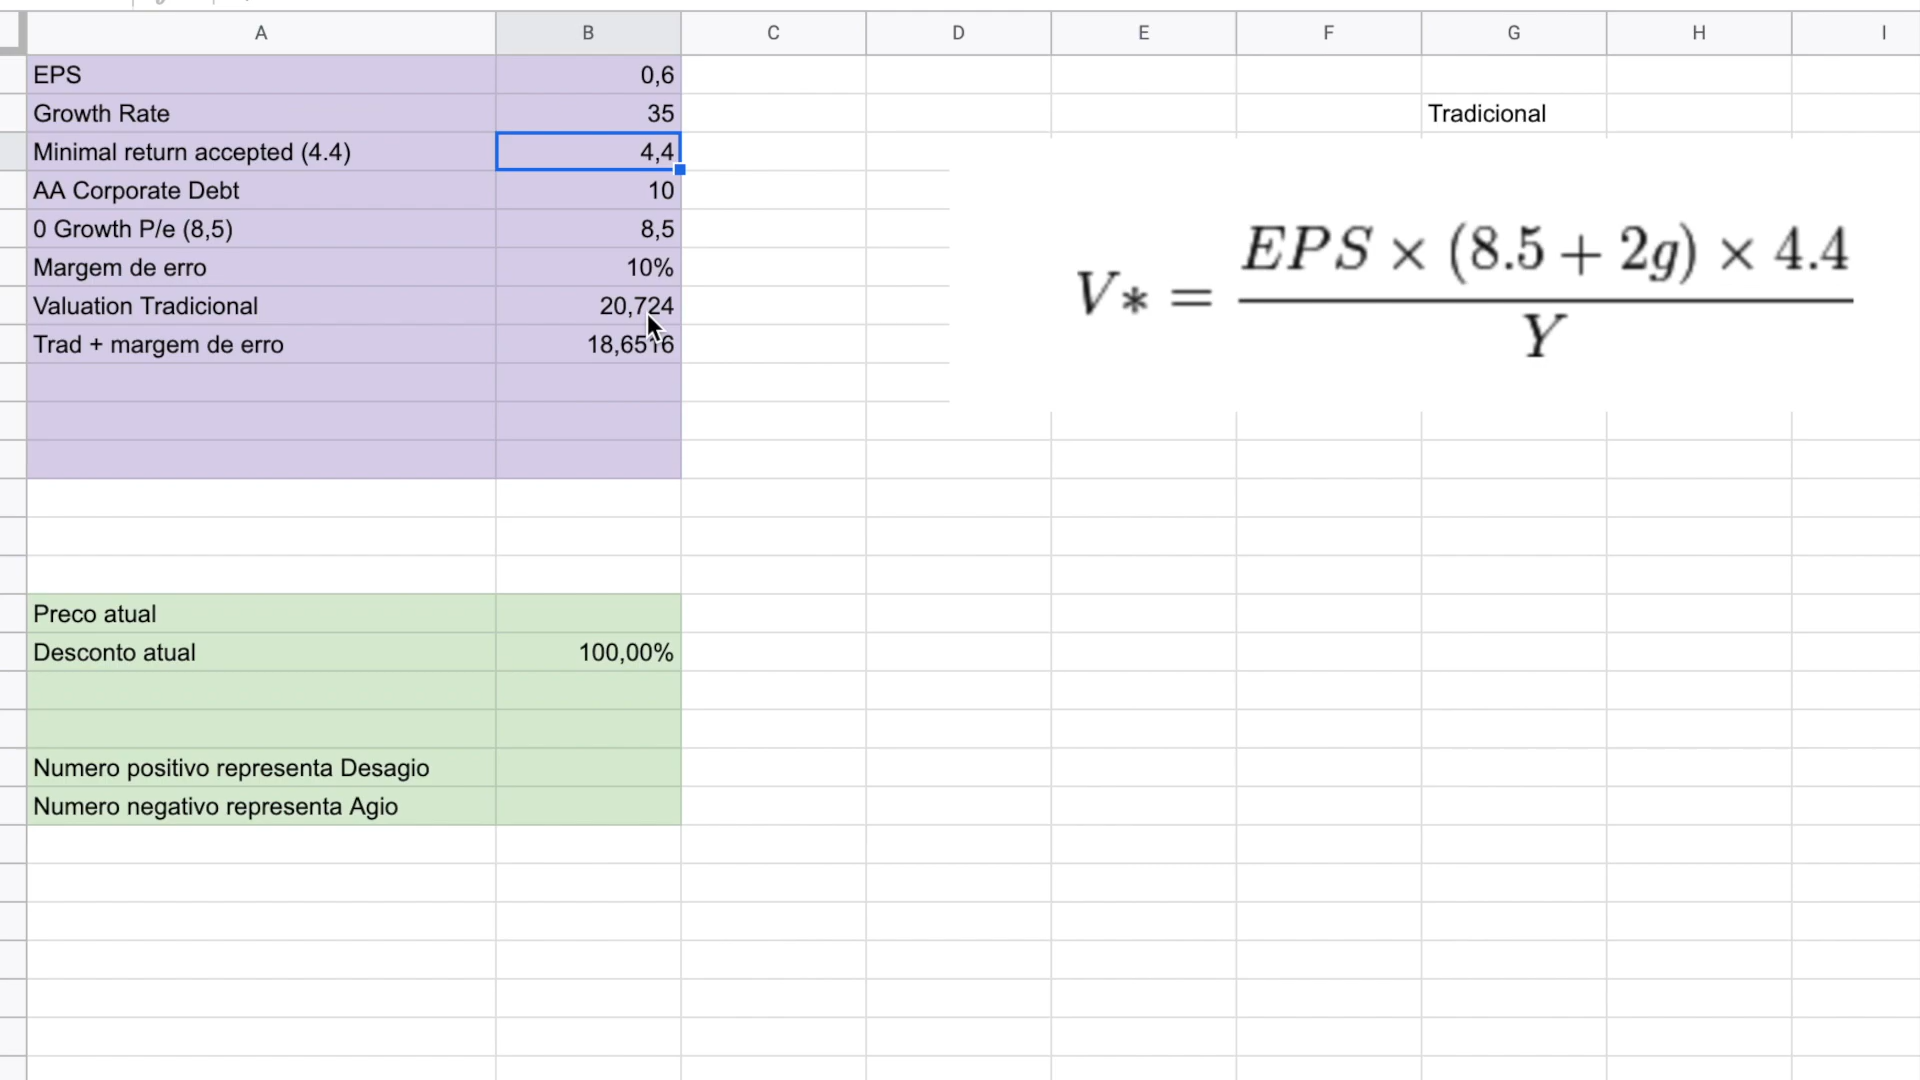 A B C D E F G H I
EPS 0,6
Growth Rate 35 Tradicional
Minimal return accepted (4.4) 4,4
AA Corporate Debt 10
0 Growth P/e (8,5) 8,5
Margem de erro 10%
Valuation Tradicional 20,724
Trad + margem de erro 18,6516
V* = EPS × (8.5 + 2g) × 4.4
Y
Preco atual
Desconto atual 100,00%
Numero positivo representa Desagio
Numero negativo representa Agio